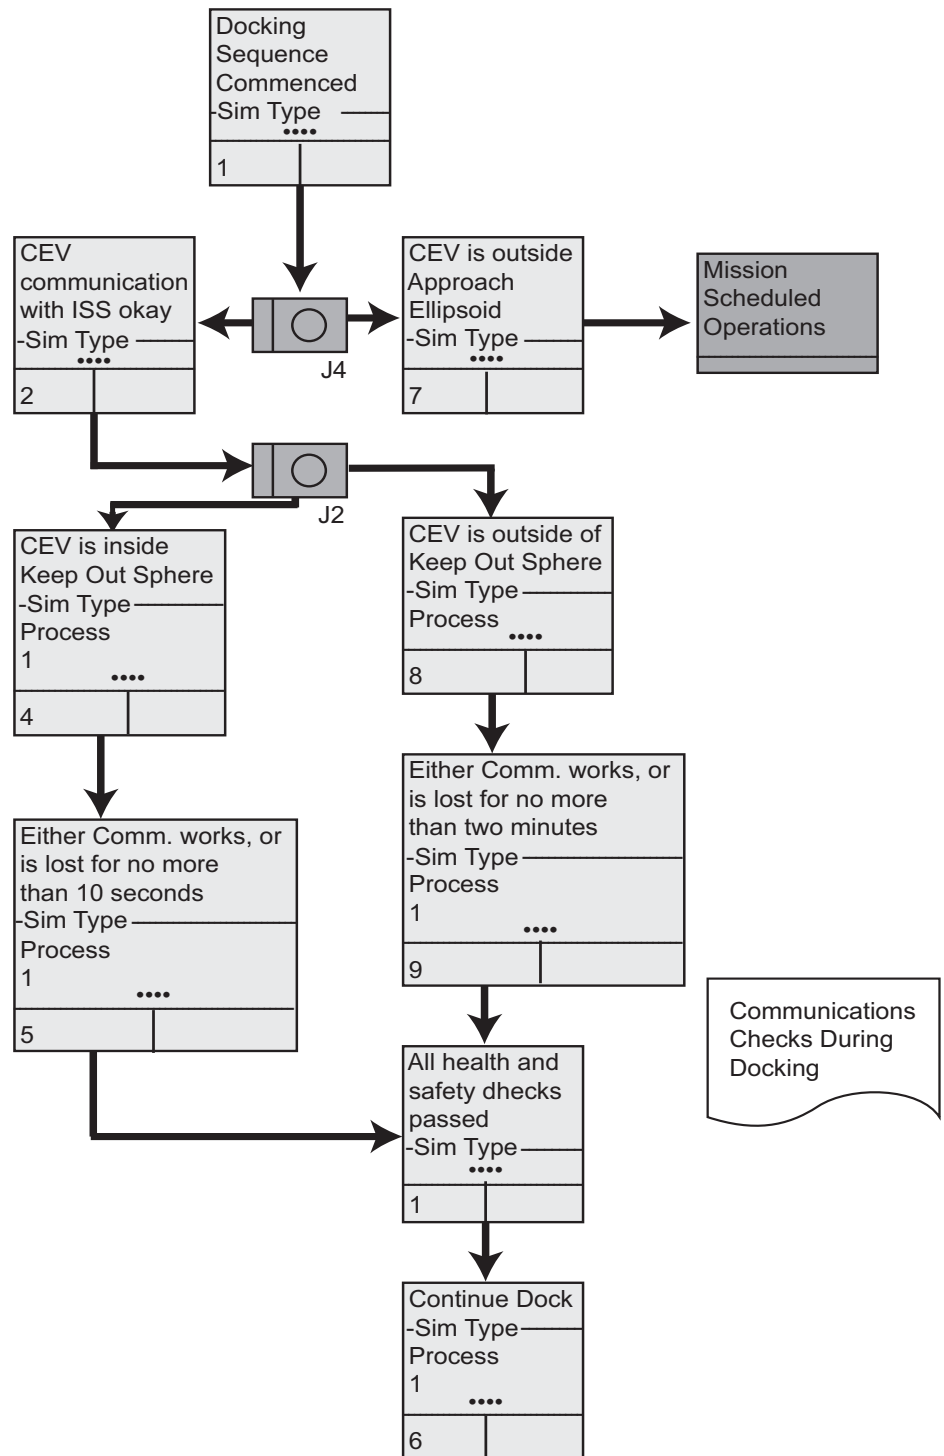 Docking
Sequence
Commenced
-Sim Type
••••
1
CEV
communication
with ISS okay
-Sim Type
••••
2
J4
CEV is outside
Approach
Ellipsoid
-Sim Type
••••
7
Mission
Scheduled
Operations
J2
CEV is inside
Keep Out Sphere
-Sim Type
Process
1
••••
4
CEV is outside of
Keep Out Sphere
-Sim Type
Process
••••
8
Either Comm. works, or
is lost for no more
than 10 seconds
-Sim Type
Process
1
••••
5
Either Comm. works, or
is lost for no more
than two minutes
-Sim Type
Process
1
••••
9
Communications
Checks During
Docking
All health and
safety dhecks
passed
-Sim Type
••••
1
Continue Dock
-Sim Type
Process
1
••••
6